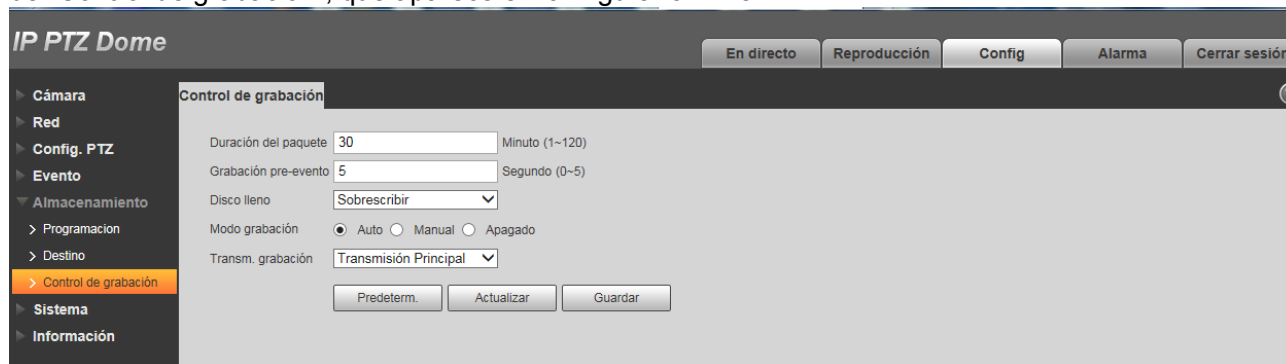 IP PTZ Dome
En directo Reproducción Config Alarma Cerrar sesión
Cámara
Red
Config. PTZ
Evento
Almacenamiento
Programacion
Destino
Control de grabación
Sistema
Información
Control de grabación
Duración del paquete 30 Minuto (1~120)
Grabación pre-evento 5 Segundo (0~5)
Disco lleno Sobrescribir
Modo grabación Auto Manual Apagado
Transm. grabación Transmisión Principal
Predeterm. Actualizar Guardar